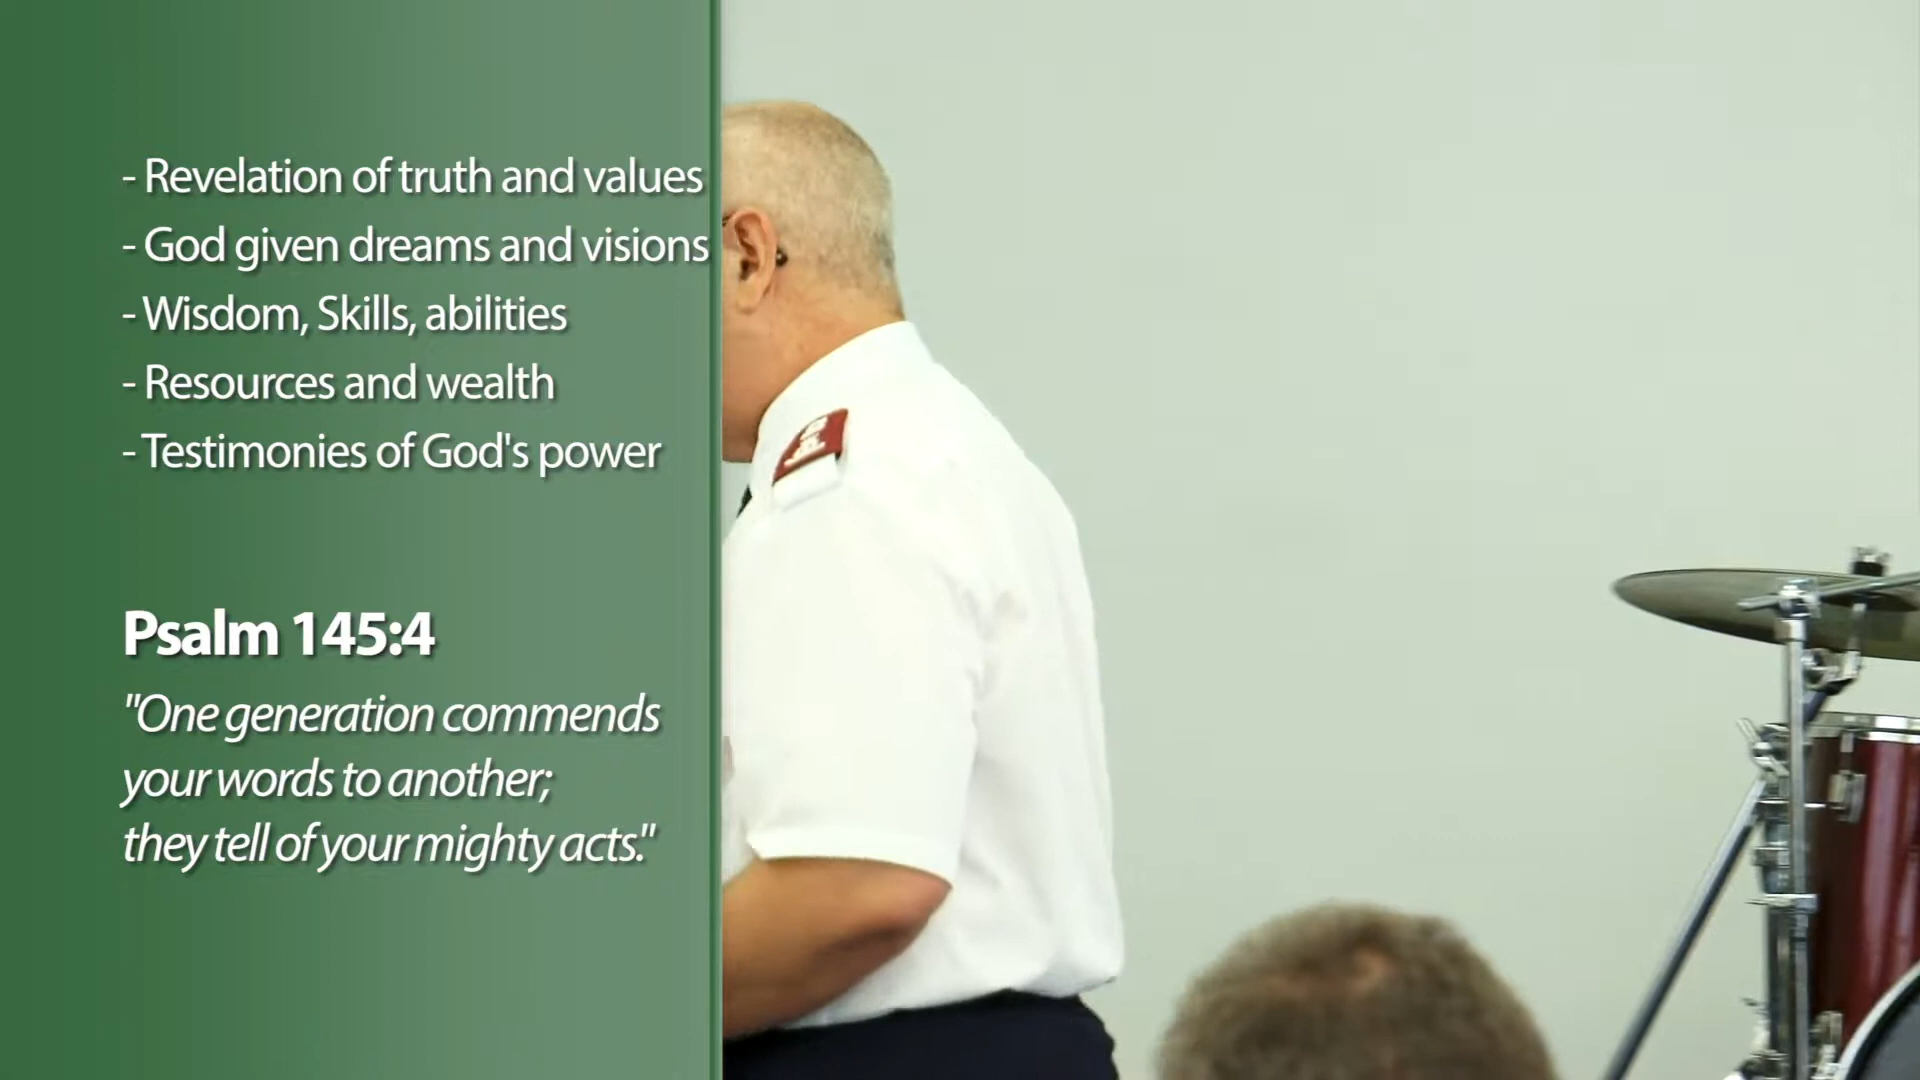 - Revelation of truth and values
- God given dreams and visions
- Wisdom, Skills, abilities
- Resources and wealth
- Testimonies of God's power
Psalm 145:4
"One generation commends
your words to another;
they tell of your mighty acts."